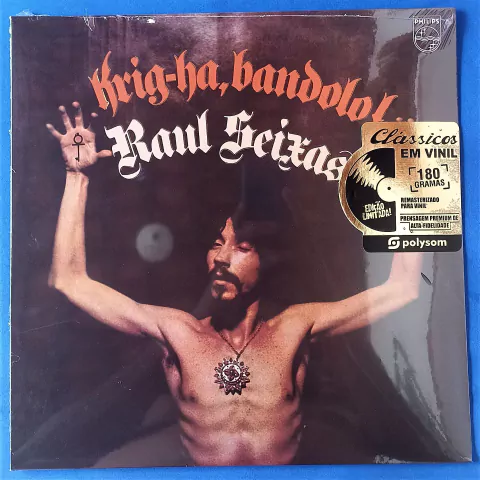 PHILIPS
Krig-ha, bandolo!
Raul Seixas
Clássicos
EM VINIL
180
GRAMAS
EDIÇÃO
LIMITADA!
REMASTERIZADO
PARA VINIL
PRENSAGEM PREMIUM DE
ALTA-FIDELIDADE
polysom